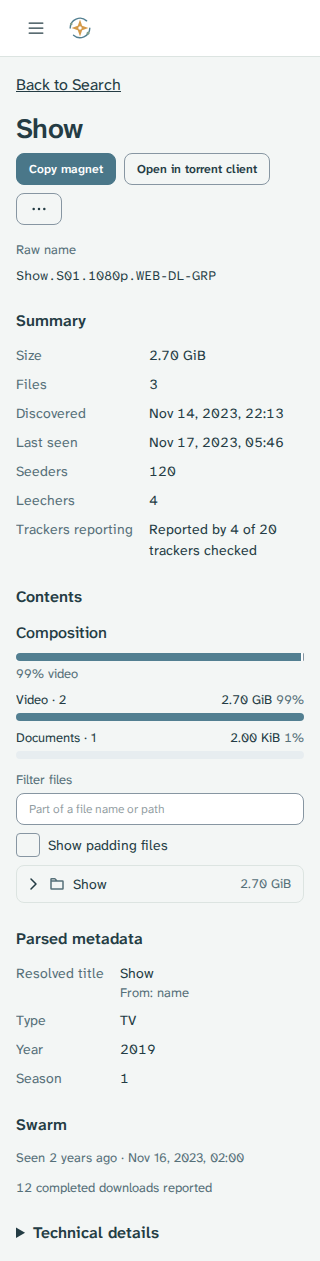 Back to Search
Show
Copy magnet
Open in torrent client
...
Raw name
Show.S01.1080p.WEB-DL-GRP
Summary
Size 2.70 GiB
Files 3
Discovered Nov 14, 2023, 22:13
Last seen Nov 17, 2023, 05:46
Seeders 120
Leechers 4
Trackers reporting Reported by 4 of 20
trackers checked
Contents
Composition
99% video
Video · 2 2.70 GiB 99%
Documents · 1 2.00 KiB 1%
Filter files
Part of a file name or path
Show padding files
Show 2.70 GiB
Parsed metadata
Resolved title Show
From: name
Type TV
Year 2019
Season 1
Swarm
Seen 2 years ago · Nov 16, 2023, 02:00
12 completed downloads reported
Technical details